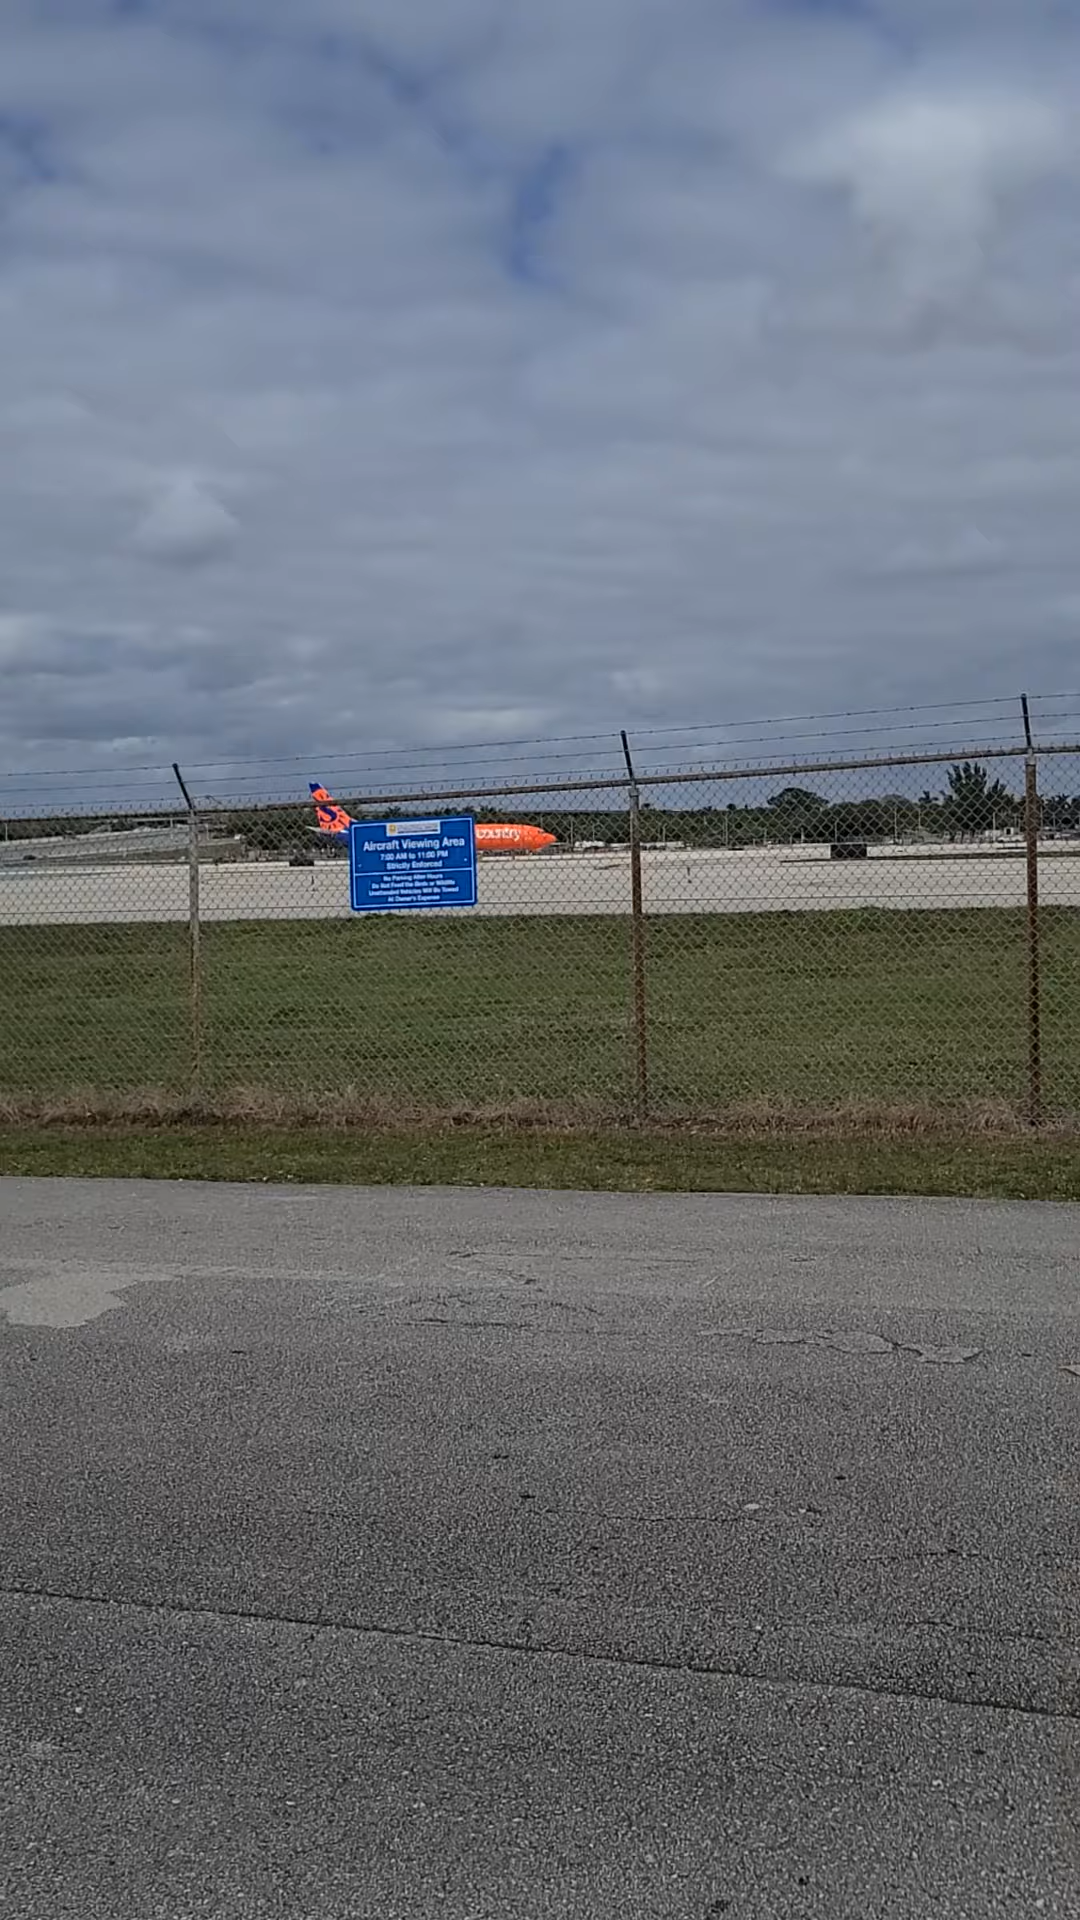 Aircraft Viewing Area
7:00 AM to 11:00 PM
Strictly Enforced
No Parking After Hours
Do Not Feed the Birds or Wildlife
Unattended Vehicles Will Be Towed
At Owner's Expense
country